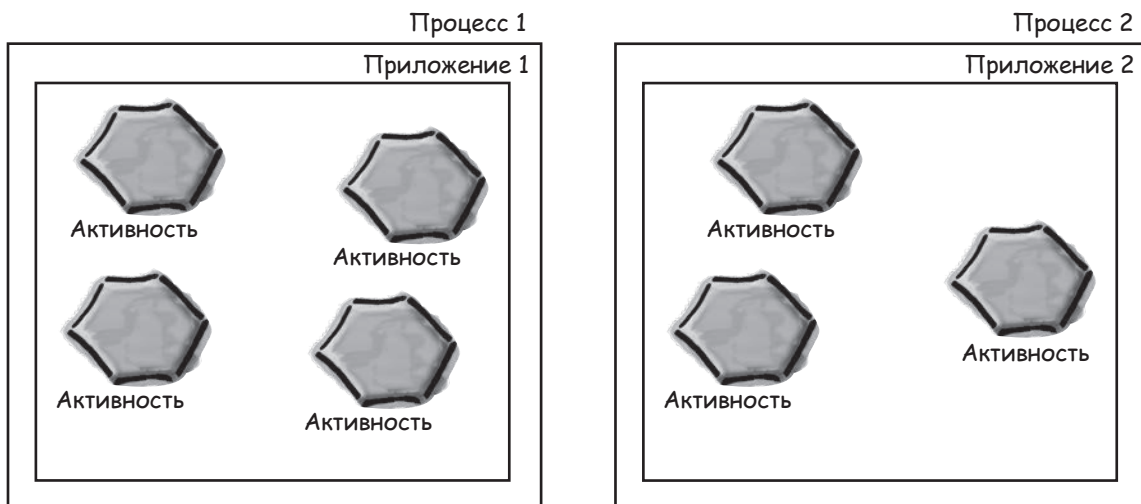 Процесс 1
Приложение 1
Активность
Активность
Активность
Активность
Процесс 2
Приложение 2
Активность
Активность
Активность